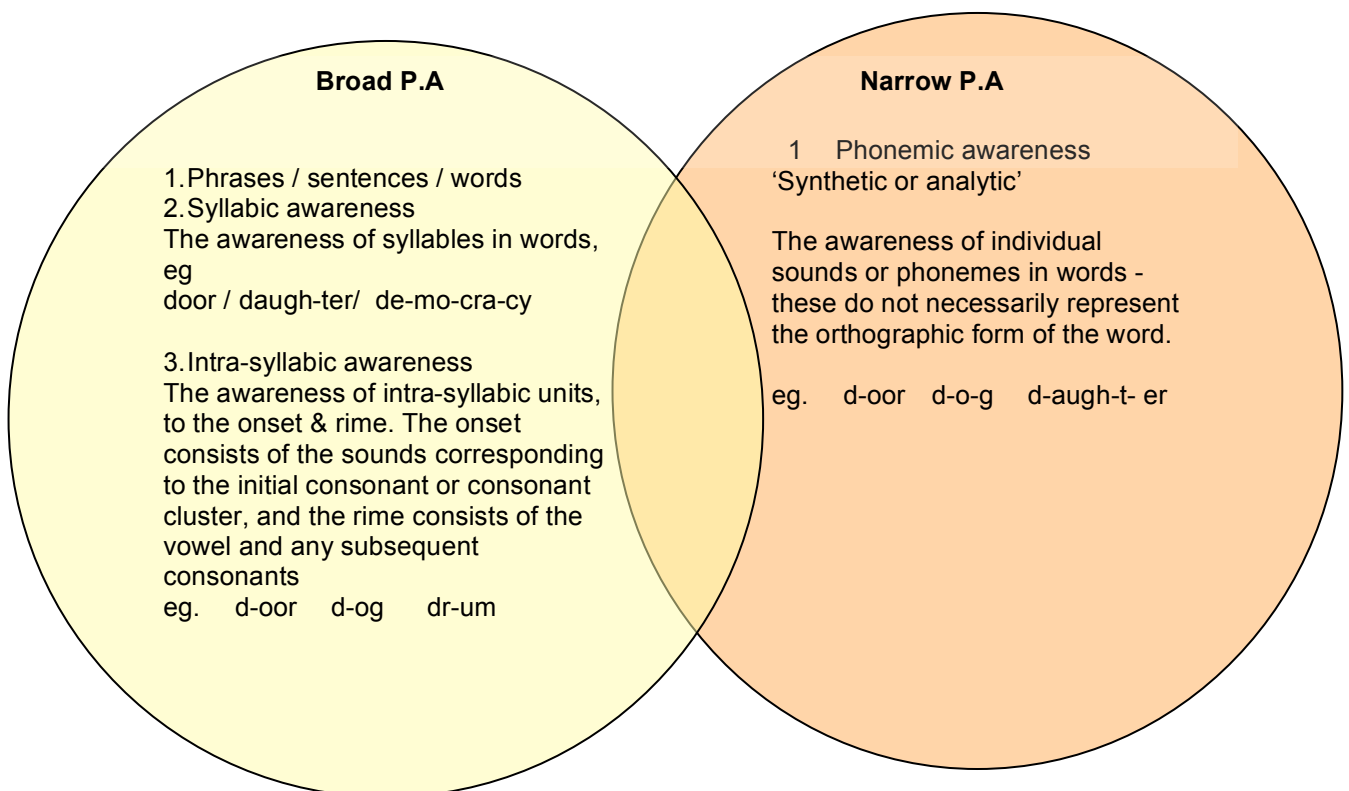 Broad P.A
1.Phrases / sentences / words
2.Syllabic awareness
The awareness of syllables in words,
eg
door / daugh-ter/ de-mo-cra-cy
3.Intra-syllabic awareness
The awareness of intra-syllabic units,
to the onset & rime. The onset
consists of the sounds corresponding
to the initial consonant or consonant
cluster, and the rime consists of the
vowel and any subsequent
consonants
eg. d-oor d-og dr-um
Narrow P.A
1 Phonemic awareness
‘Synthetic or analytic’
The awareness of individual
sounds or phonemes in words -
these do not necessarily represent
the orthographic form of the word.
eg. d-oor d-o-g d-augh-t- er